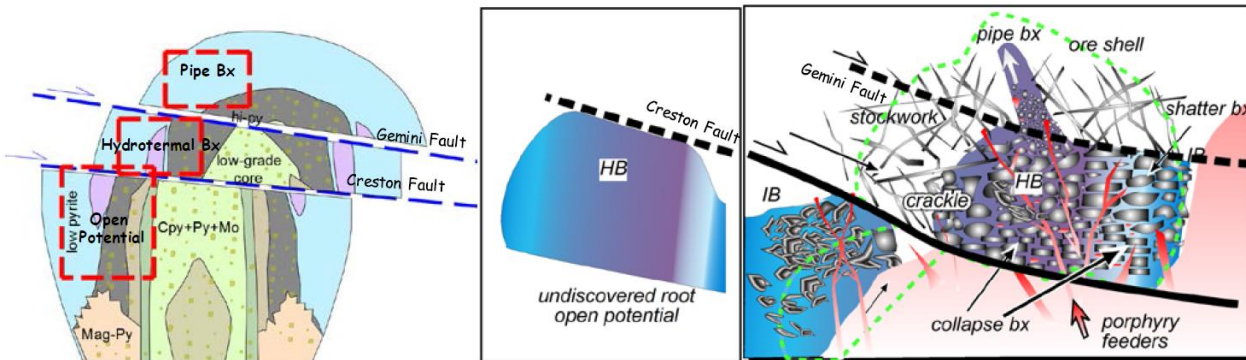 Pipe Bx
hi-py
Gemini Fault
Hydrotermal Bx
low-grade
core
Creston Fault
low pyrite
Open
Potential
Cpy+Py+Mo
Mag-Py
Creston Fault
HB
undiscovered root
open potential
pipe bx
ore shell
Gemini Fault
stockwork
shatter bx
IB
HB
crackle
IB
collapse bx
porphyry
feeders